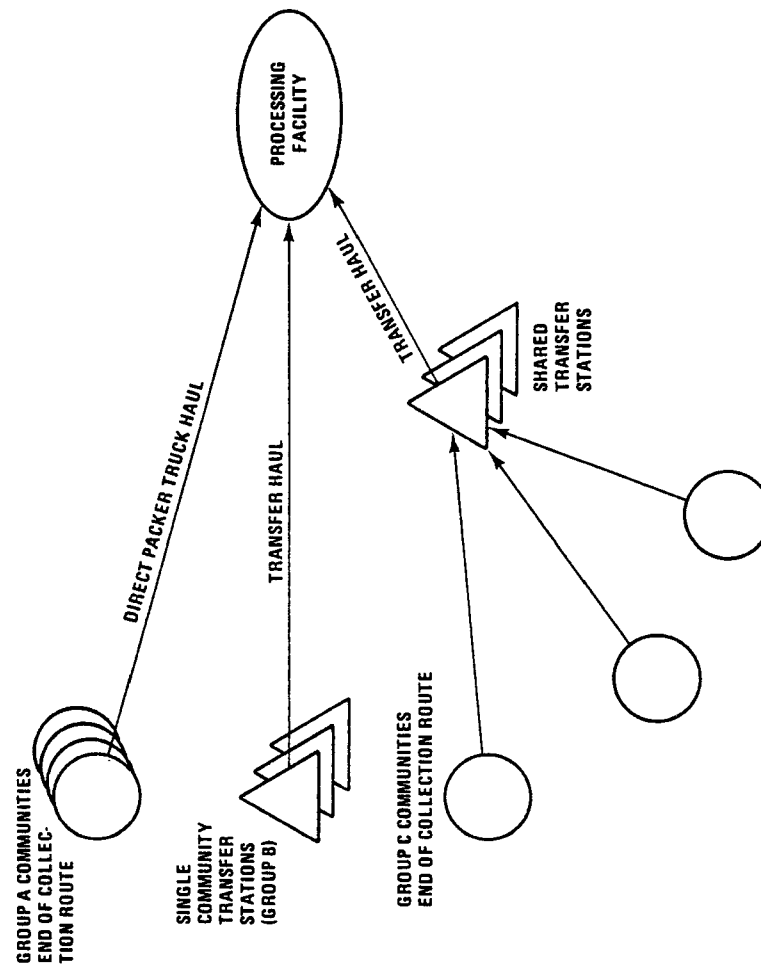 GROUP A COMMUNITIES
END OF COLLEC-
TION ROUTE
DIRECT PACKER TRUCK HAUL
PROCESSING
FACILITY
SINGLE
COMMUNITY
TRANSFER
STATIONS
(GROUP B)
TRANSFER HAUL
TRANSFER HAUL
SHARED
TRANSFER
STATIONS
GROUP C COMMUNITIES
END OF COLLECTION ROUTE